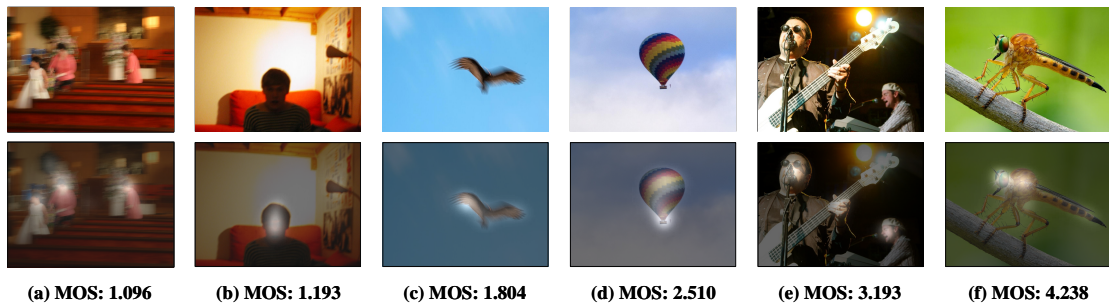 (a) MOS: 1.096
(b) MOS: 1.193
(c) MOS: 1.804
(d) MOS: 2.510
(e) MOS: 3.193
(f) MOS: 4.238